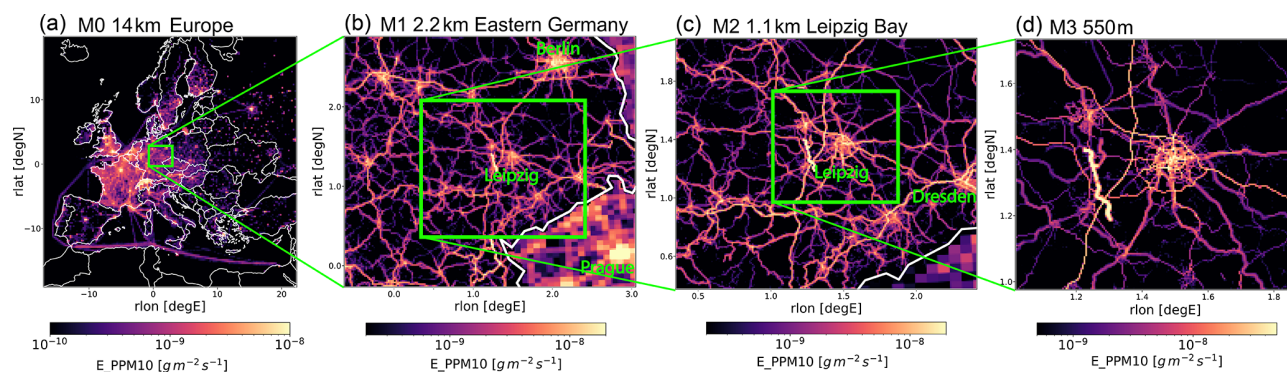 (a) M0 14km Europe
(b) M1 2.2km Eastern Germany
(c) M2 1.1km Leipzig Bay
(d) M3 550m
rlat [degN]
10
0
−10
−10
0
10
20
rlon [degE]
10⁻¹⁰
10⁻⁹
10⁻⁸
E_PPM10 [g m⁻² s⁻¹]
Berlin
Leipzig
Prague
rlat [degN]
2.0
1.0
0.0
0.0
1.0
2.0
3.0
rlon [degE]
10⁻⁹
10⁻⁸
E_PPM10 [g m⁻² s⁻¹]
Leipzig
Dresden
rlat [degN]
1.8
1.4
1.0
0.6
0.5
1.0
1.5
2.0
rlon [degE]
10⁻⁹
10⁻⁸
E_PPM10 [g m⁻² s⁻¹]
rlat [degN]
1.6
1.4
1.2
1.0
1.2
1.4
1.6
1.8
rlon [degE]
10⁻⁹
10⁻⁸
E_PPM10 [g m⁻² s⁻¹]